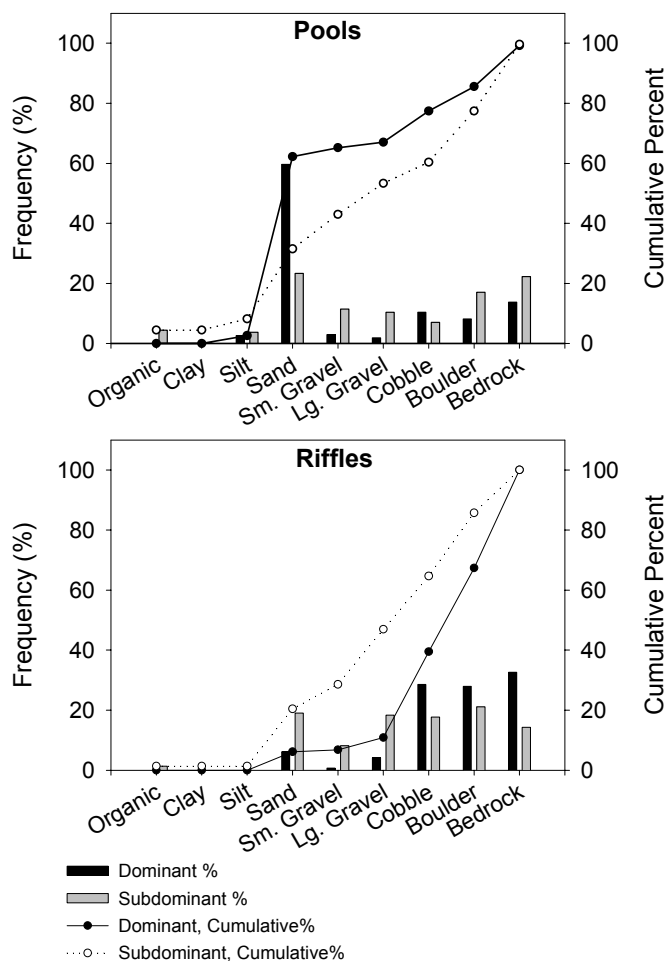 Pools
Frequency (%)
Cumulative Percent
100 100
80 80
60 60
40 40
20 20
0 0
Organic Clay Silt Sand Sm. Gravel Lg. Gravel Cobble Boulder Bedrock
Riffles
Frequency (%)
Cumulative Percent
100 100
80 80
60 60
40 40
20 20
0 0
Organic Clay Silt Sand Sm. Gravel Lg. Gravel Cobble Boulder Bedrock
Dominant %
Subdominant %
Dominant, Cumulative%
Subdominant, Cumulative%